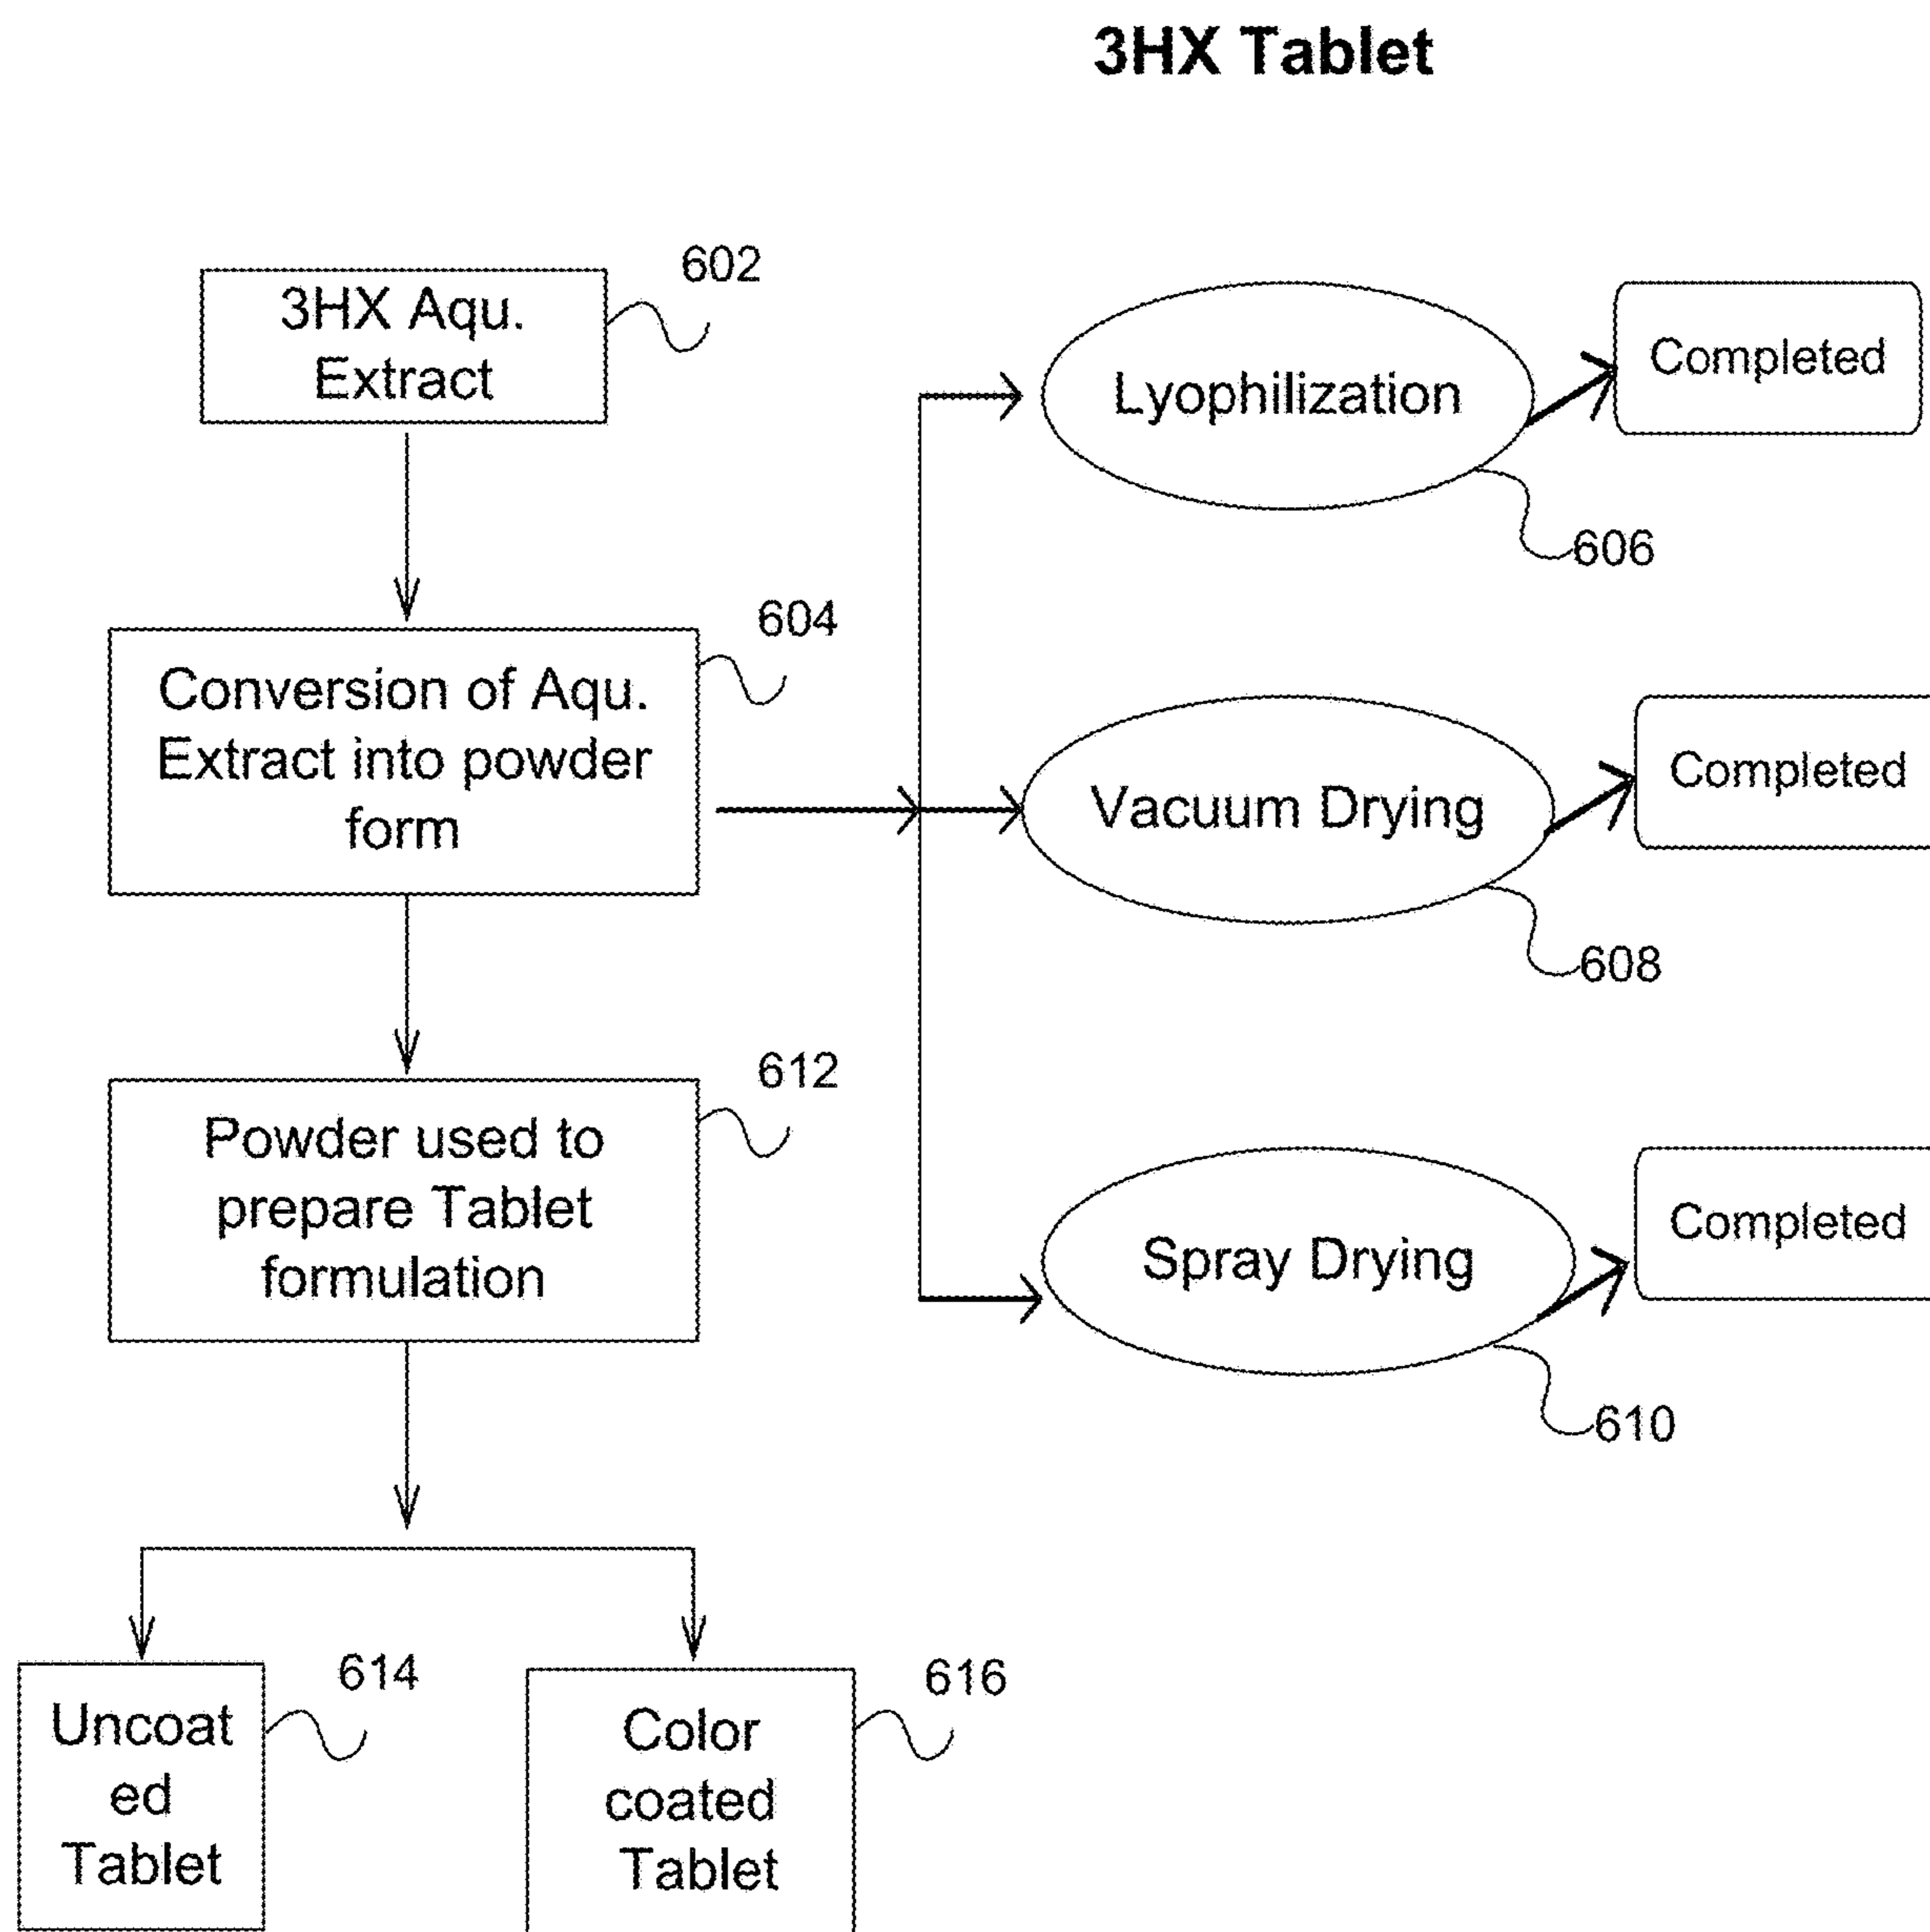 3HX Tablet
602
3HX Aqu.
Extract
604
Conversion of Aqu.
Extract into powder
form
612
Powder used to
prepare Tablet
formulation
614
Uncoat
ed
Tablet
616
Color
coated
Tablet
Lyophilization
606
Completed
Vacuum Drying
608
Completed
Spray Drying
610
Completed